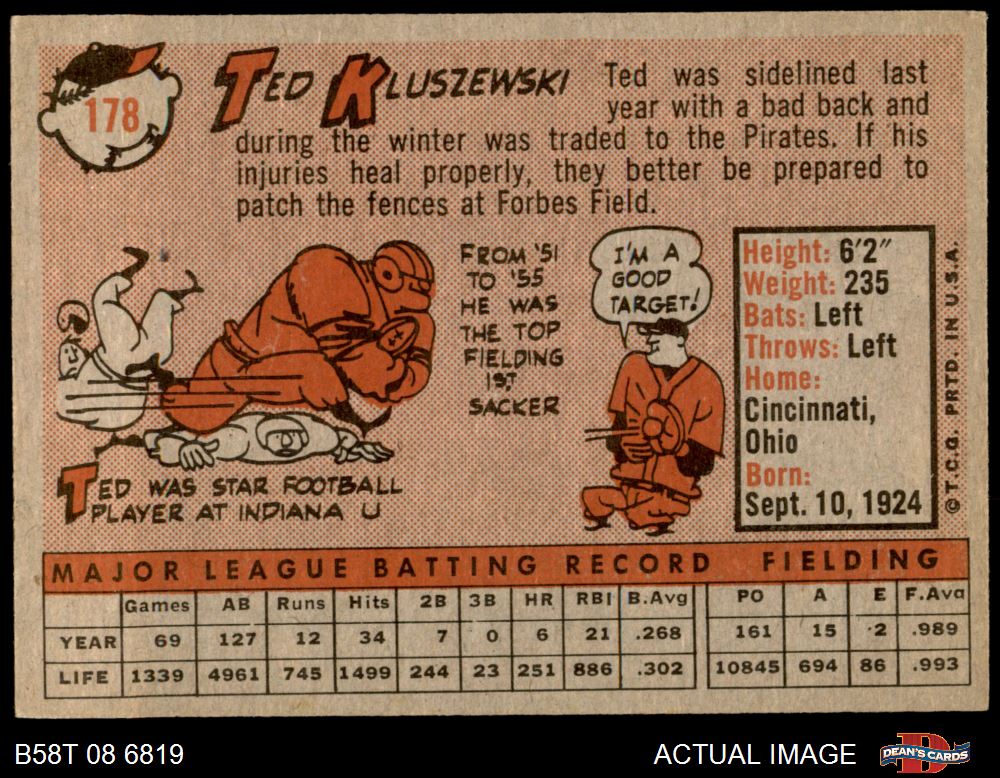 178
TED KLUSZEWSKI
Ted was sidelined last
year with a bad back and
during the winter was traded to the Pirates. If his
injuries heal properly, they better be prepared to
patch the fences at Forbes Field.
TED WAS STAR FOOTBALL
PLAYER AT INDIANA U
FROM '51
TO '55
HE WAS
THE TOP
FIELDING
1ST
SACKER
I'M A
GOOD
TARGET!
Height: 6'2"
Weight: 235
Bats: Left
Throws: Left
Home:
Cincinnati,
Ohio
Born:
Sept. 10, 1924
© T.C.G. PRTD. IN U.S.A.
MAJOR LEAGUE BATTING RECORD FIELDING
Games AB Runs Hits 2B 3B HR RBI B.Avg PO A E F.Avg
YEAR 69 127 12 34 7 0 6 21 .268 161 15 2 .989
LIFE 1339 4961 745 1499 244 23 251 886 .302 10845 694 86 .993
B58T 08 6819 ACTUAL IMAGE DEAN'S CARDS